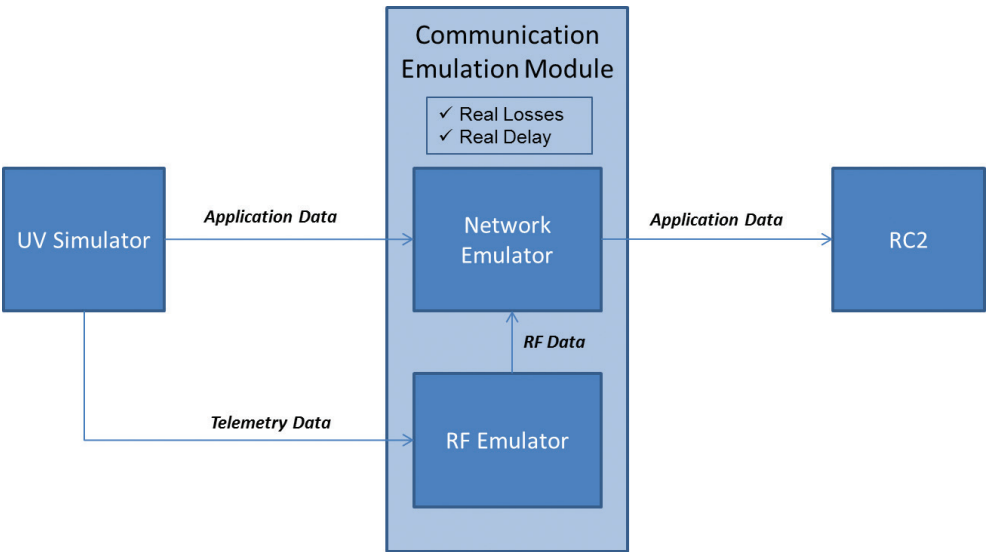 Communication
Emulation Module
✓ Real Losses
✓ Real Delay
UV Simulator
Application Data
Network
Emulator
Application Data
RC2
RF Data
Telemetry Data
RF Emulator